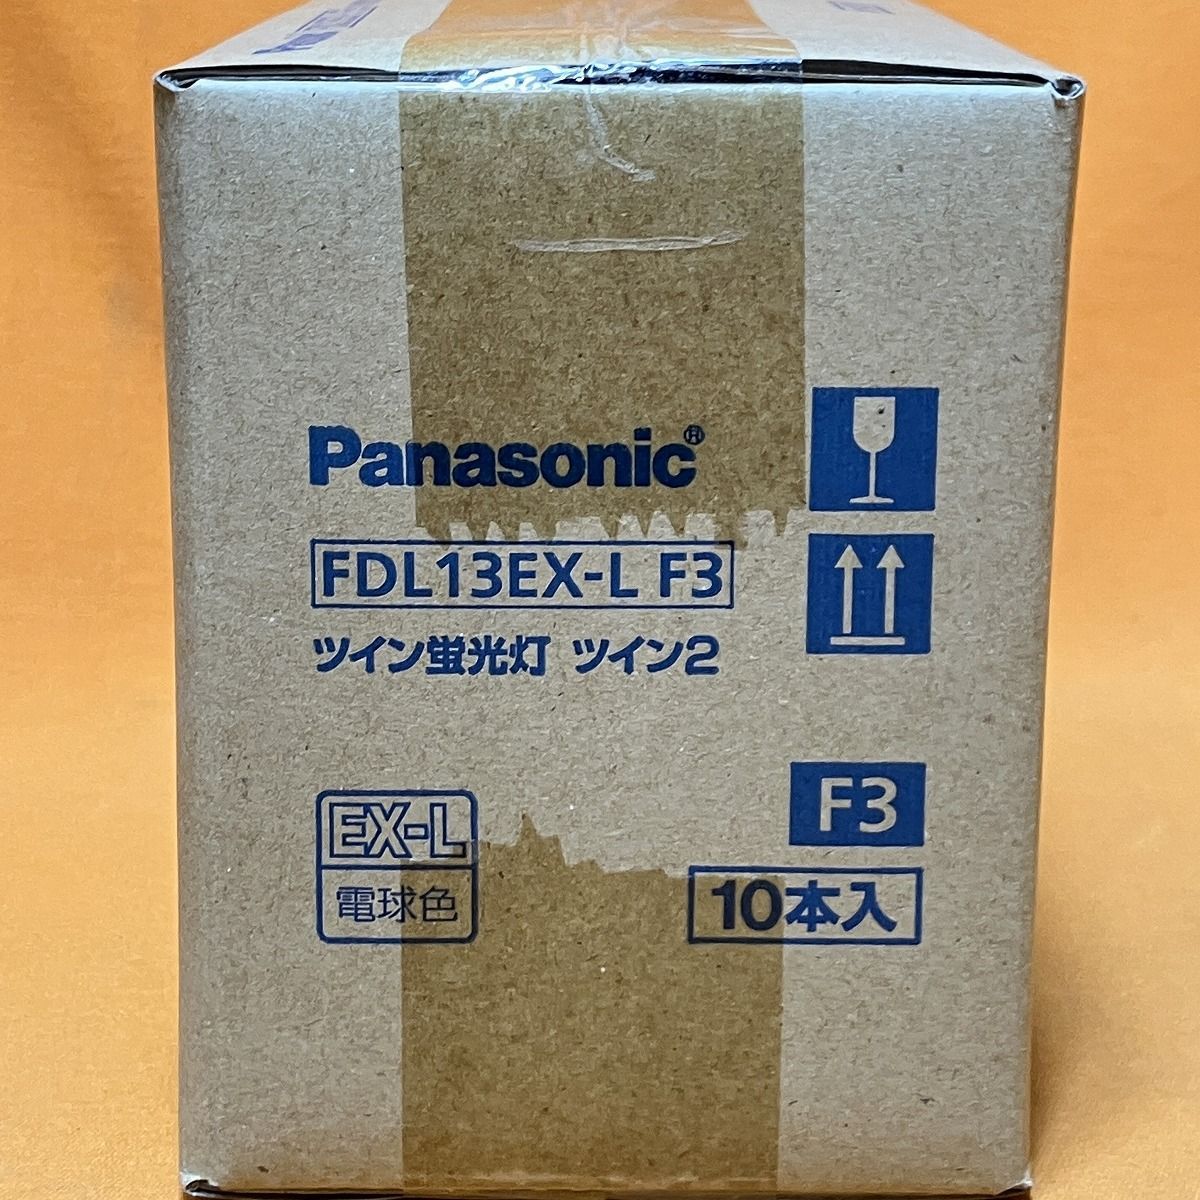 Panasonic®
FDL13EX-L F3
ツイン蛍光灯 ツイン2
F3
EX-L
電球色
10本入